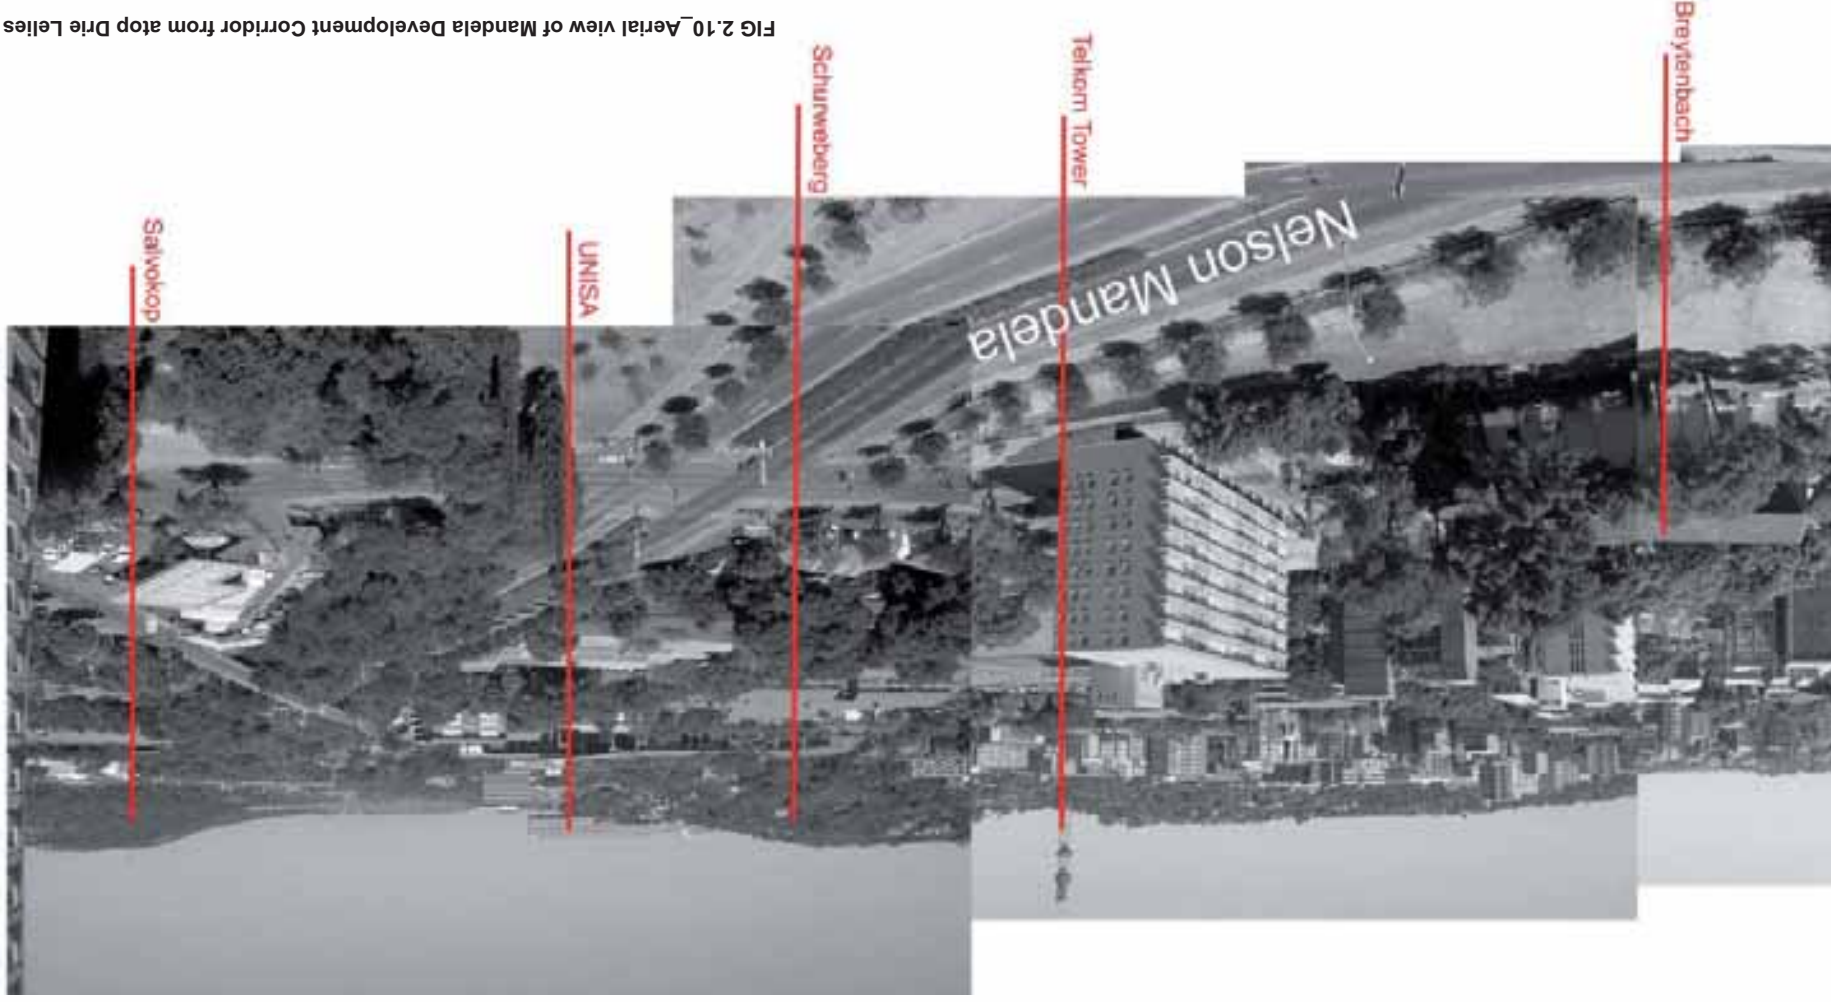 Breytenbach
Telkom Tower
Schurweberg
UNISA
Salvokop
Nelson Mandela
FIG 2.10_Aerial view of Mandela Development Corridor from atop Drie Lelies